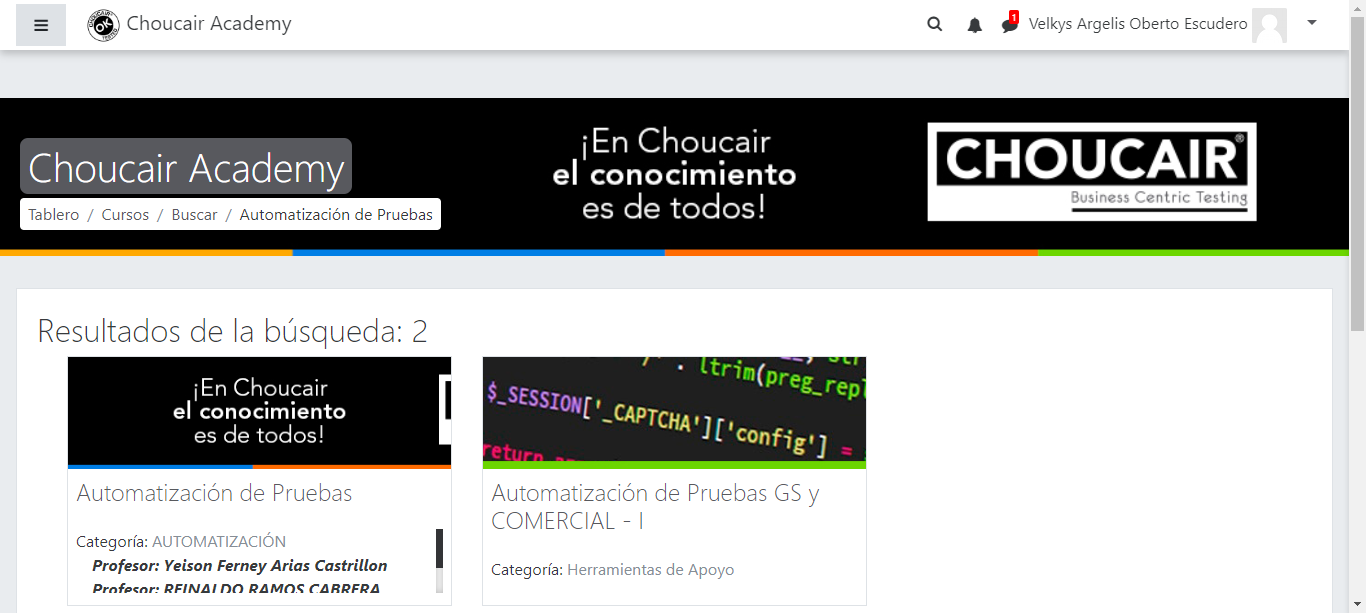 Choucair Academy
1
Velkys Argelis Oberto Escudero
Choucair Academy
Tablero / Cursos / Buscar / Automatización de Pruebas
¡En Choucair
el conocimiento
es de todos!
CHOUCAIR®
Business Centric Testing
Resultados de la búsqueda: 2
¡En Choucair
el conocimiento
es de todos!
Automatización de Pruebas
Categoría: AUTOMATIZACIÓN
Profesor: Yeison Ferney Arias Castrillon
Profesor: REINALDO RAMOS CABRERA
ltrim(preg_repl
$_SESSION['_CAPTCHA']['config'] =
return
Automatización de Pruebas GS y
COMERCIAL - I
Categoría: Herramientas de Apoyo